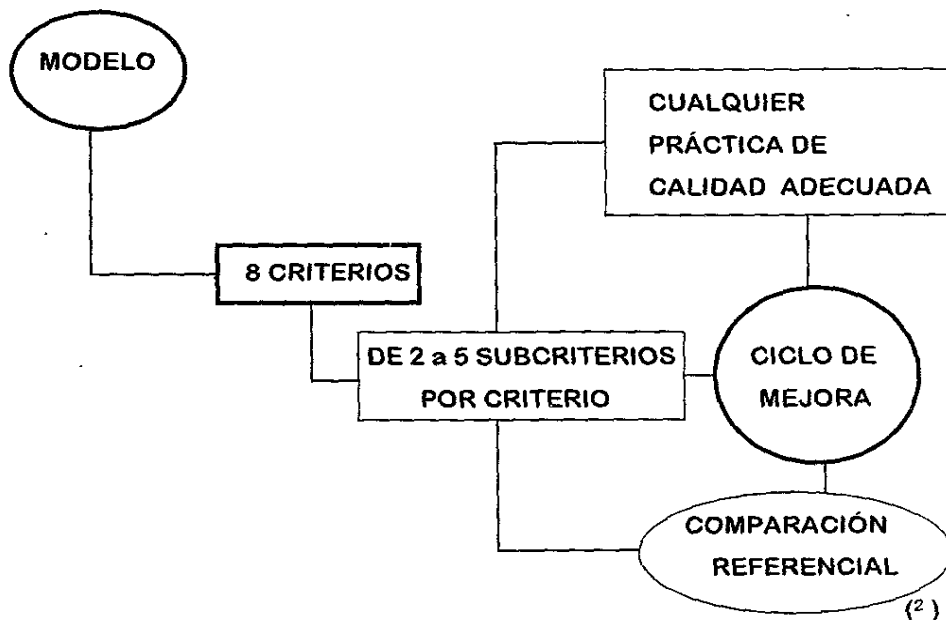 MODELO
CUALQUIER
PRÁCTICA DE
CALIDAD ADECUADA
8 CRITERIOS
DE 2 a 5 SUBCRITERIOS
POR CRITERIO
CICLO DE
MEJORA
COMPARACIÓN
REFERENCIAL
(²)